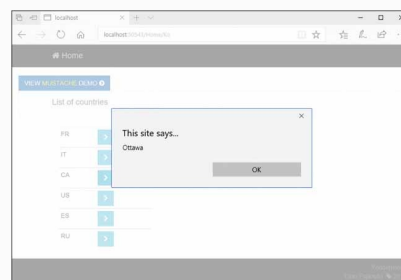 localhost
Home
VIEW MUSTACHE DEMO
List of countries
FR
IT
CA
US
ES
RU
This site says...
Ottawa
OK